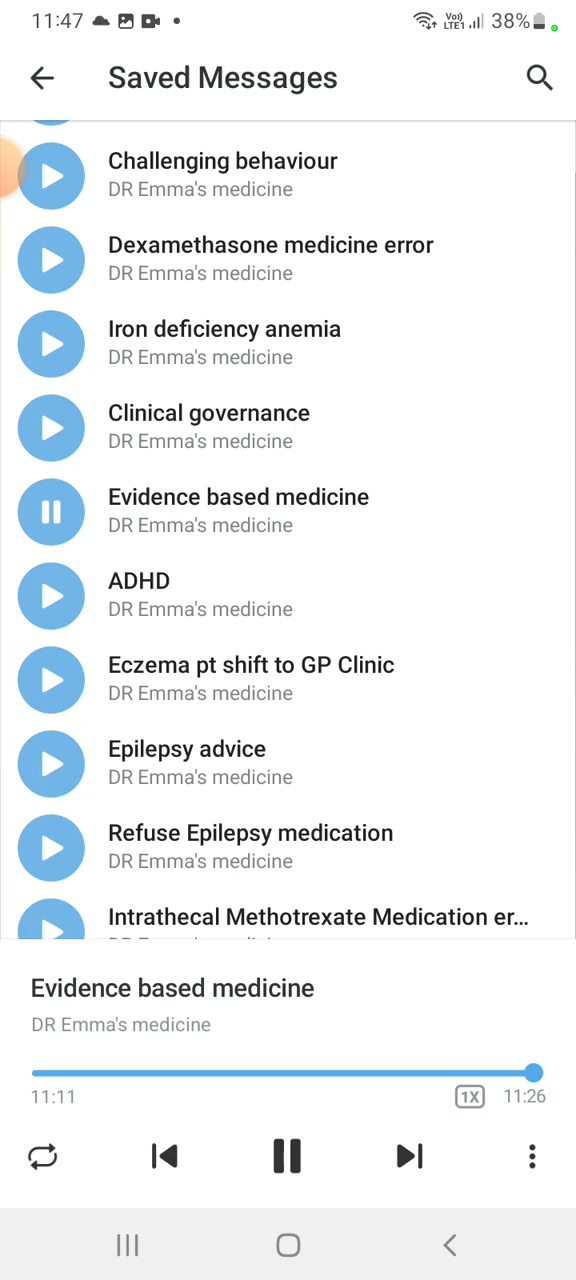 11:47
Vo)) LTE1 38%
Saved Messages
Challenging behaviour
DR Emma's medicine
Dexamethasone medicine error
DR Emma's medicine
Iron deficiency anemia
DR Emma's medicine
Clinical governance
DR Emma's medicine
Evidence based medicine
DR Emma's medicine
ADHD
DR Emma's medicine
Eczema pt shift to GP Clinic
DR Emma's medicine
Epilepsy advice
DR Emma's medicine
Refuse Epilepsy medication
DR Emma's medicine
Intrathecal Methotrexate Medication er...
Evidence based medicine
DR Emma's medicine
11:11 1X 11:26